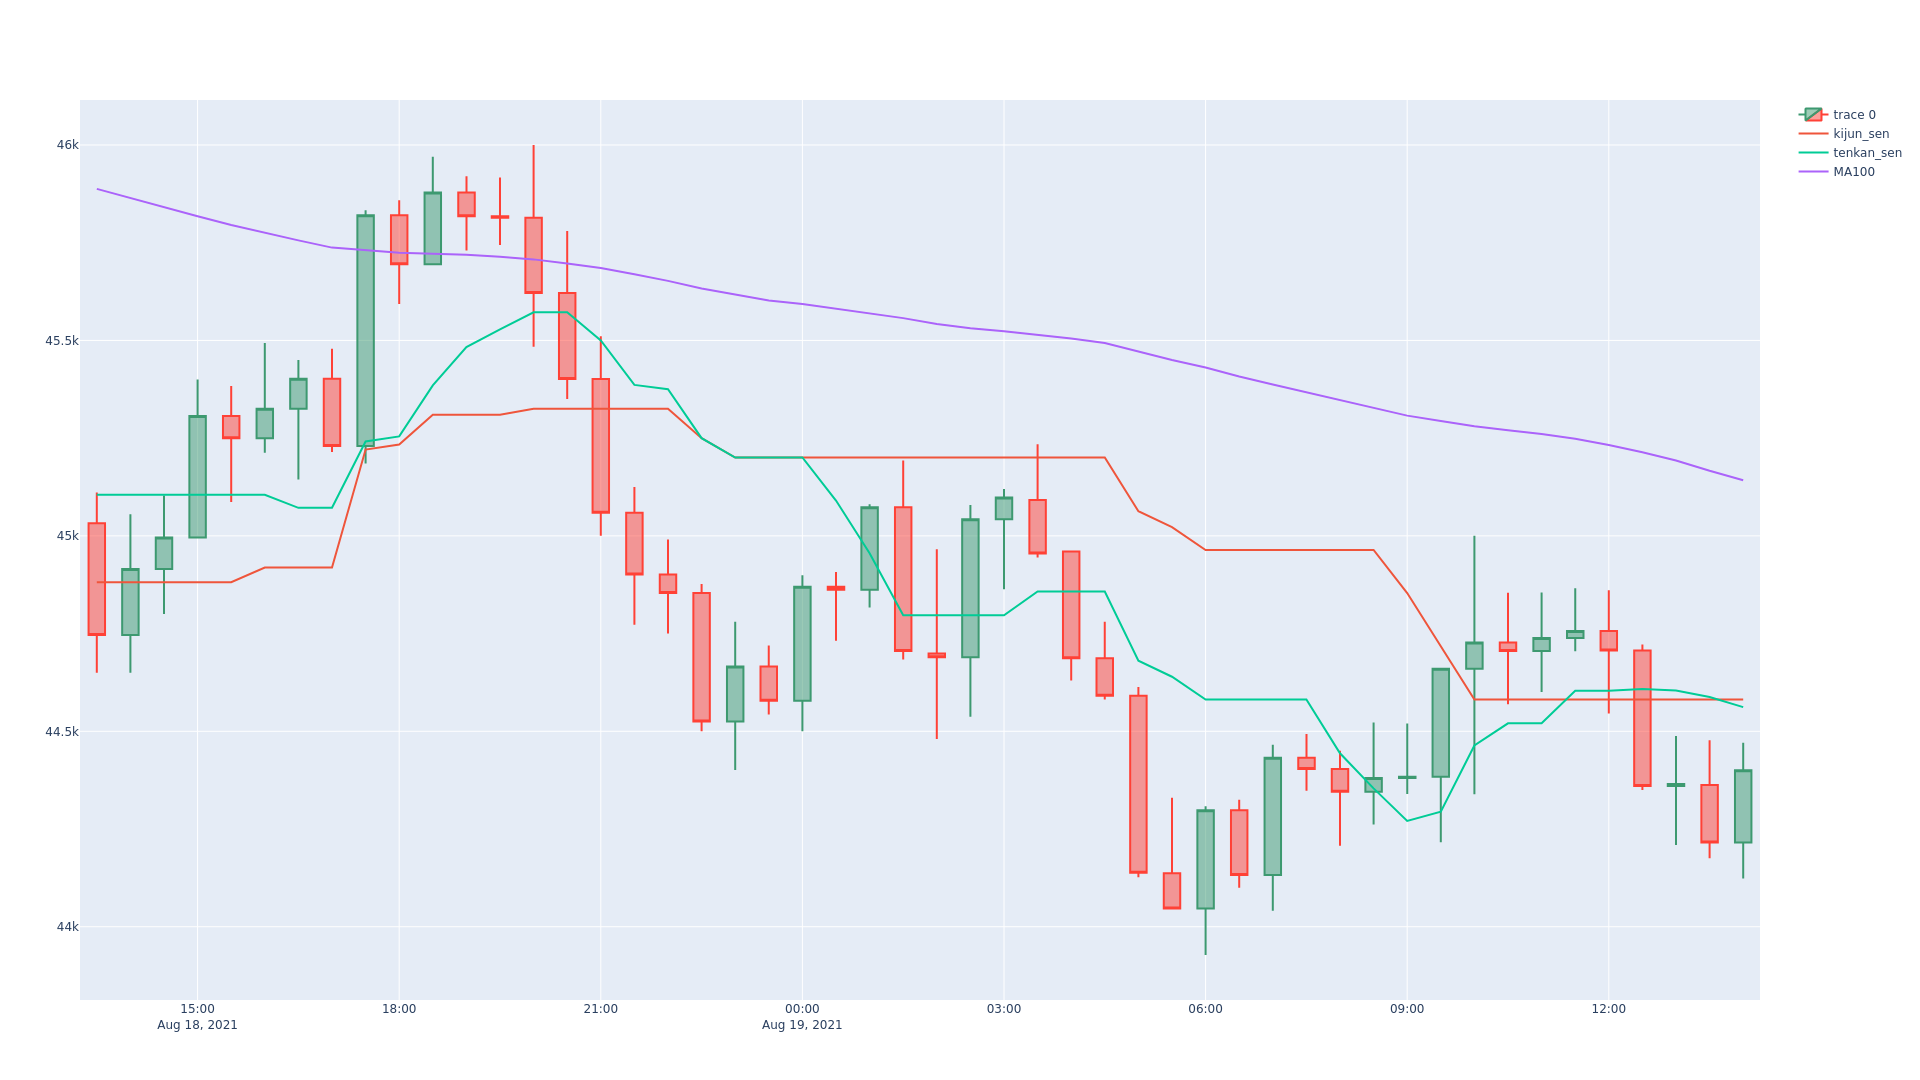 46k
45.5k
45k
44.5k
44k
15:00
Aug 18, 2021
18:00
21:00
00:00
Aug 19, 2021
03:00
06:00
09:00
12:00
trace 0
kijun_sen
tenkan_sen
MA100